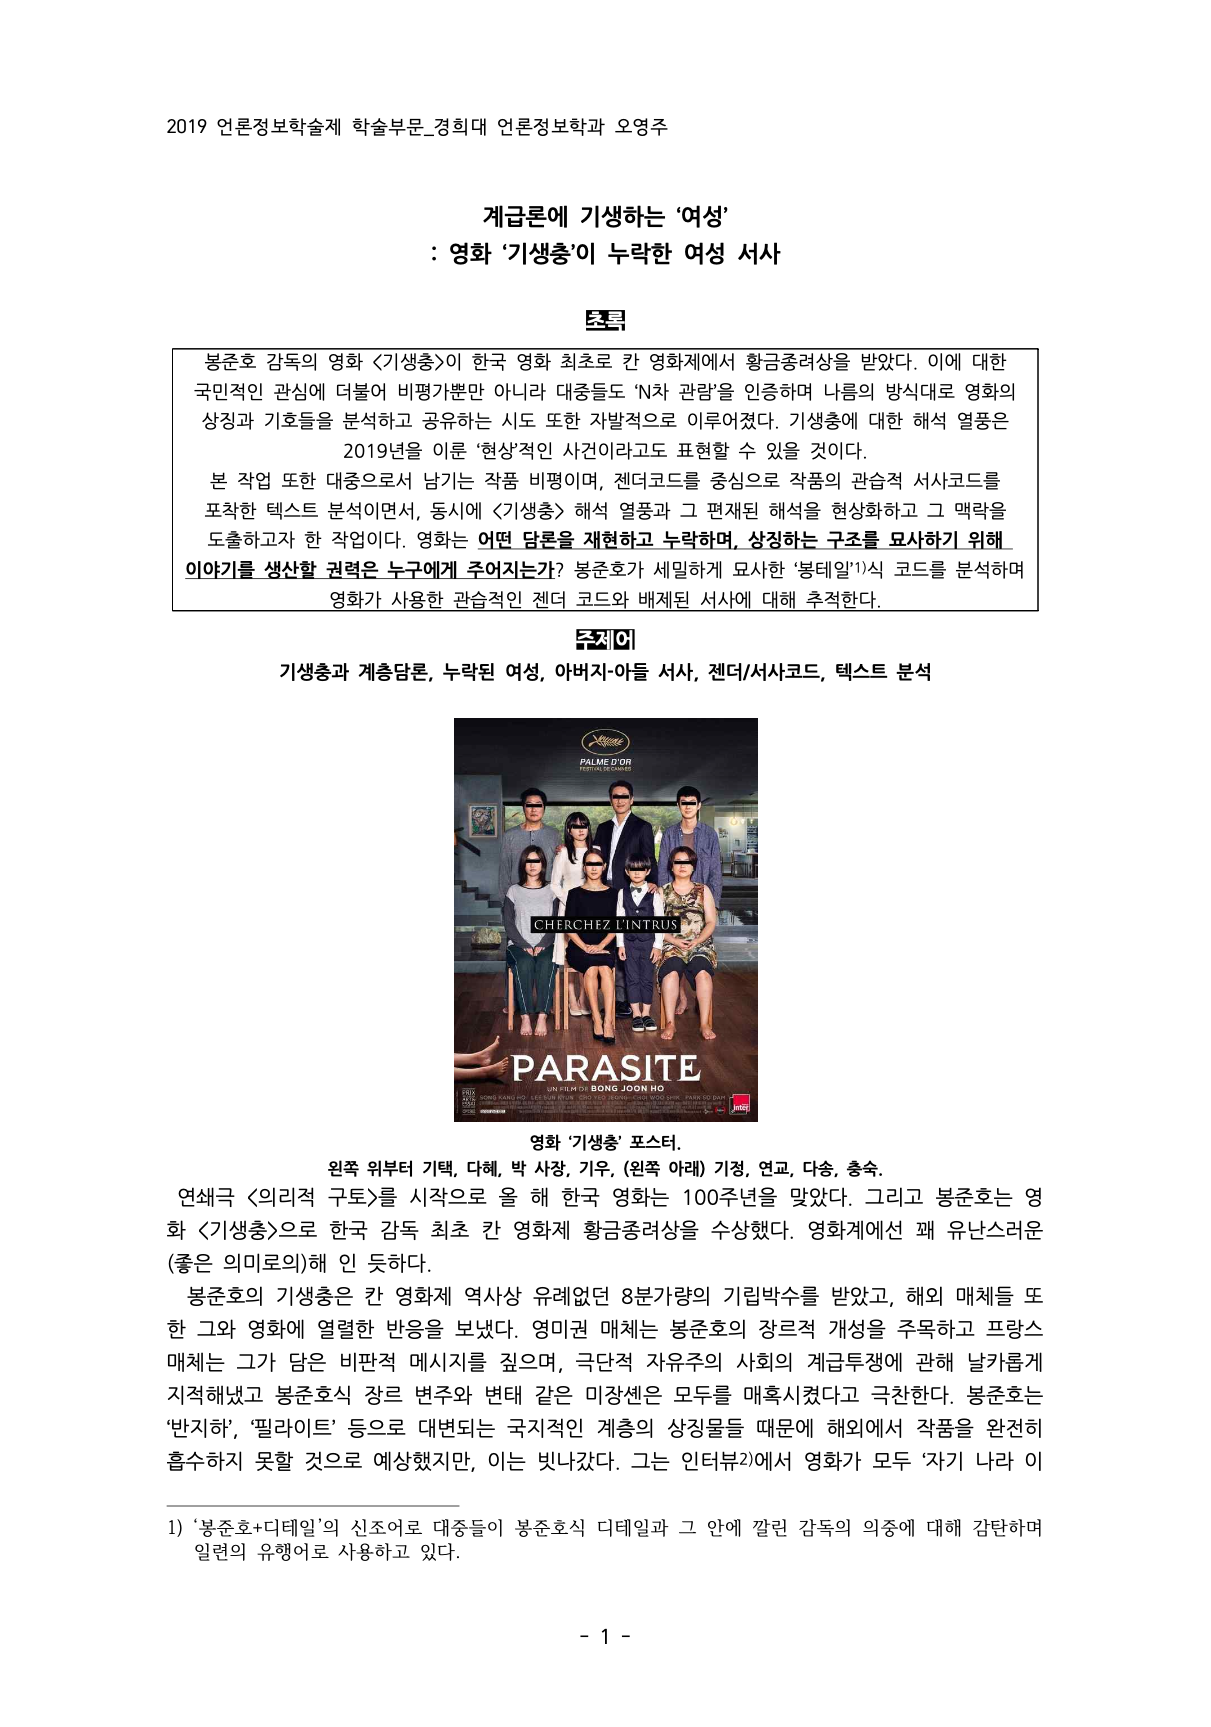 2019 언론정보학술제 학술부문_경희대 언론정보학과 오영주
계급론에 기생하는 ‘여성’
: 영화 ‘기생충’이 누락한 여성 서사
초록
봉준호 감독의 영화 <기생충>이 한국 영화 최초로 칸 영화제에서 황금종려상을 받았다. 이에 대한
국민적인 관심에 더불어 비평가뿐만 아니라 대중들도 ‘N차 관람’을 인증하며 나름의 방식대로 영화의
상징과 기호들을 분석하고 공유하는 시도 또한 자발적으로 이루어졌다. 기생충에 대한 해석 열풍은
2019년을 이룬 ‘현상’적인 사건이라고도 표현할 수 있을 것이다.
본 작업 또한 대중으로서 남기는 작품 비평이며, 젠더코드를 중심으로 작품의 관습적 서사코드를
포착한 텍스트 분석이면서, 동시에 <기생충> 해석 열풍과 그 편재된 해석을 현상화하고 그 맥락을
도출하고자 한 작업이다. 영화는 어떤 담론을 재현하고 누락하며, 상징하는 구조를 묘사하기 위해
이야기를 생산할 권력은 누구에게 주어지는가? 봉준호가 세밀하게 묘사한 ‘봉테일’1)식 코드를 분석하며
영화가 사용한 관습적인 젠더 코드와 배제된 서사에 대해 추적한다.
주제어
기생충과 계층담론, 누락된 여성, 아버지-아들 서사, 젠더/서사코드, 텍스트 분석
PALME D'OR
FESTIVAL DE CANNES
CHERCHEZ L'INTRUS
PARASITE
UN FILM DE BONG JOON HO
SONG KANG HO LEE SUN KYUN CHO YEO JEONG CHOI WOO SHIK PARK SO DAM
inter
영화 ‘기생충’ 포스터.
왼쪽 위부터 기택, 다혜, 박 사장, 기우, (왼쪽 아래) 기정, 연교, 다송, 충숙.
연쇄극 <의리적 구토>를 시작으로 올 해 한국 영화는 100주년을 맞았다. 그리고 봉준호는 영
화 <기생충>으로 한국 감독 최초 칸 영화제 황금종려상을 수상했다. 영화계에선 꽤 유난스러운
(좋은 의미로의)해 인 듯하다.
봉준호의 기생충은 칸 영화제 역사상 유례없던 8분가량의 기립박수를 받았고, 해외 매체들 또
한 그와 영화에 열렬한 반응을 보냈다. 영미권 매체는 봉준호의 장르적 개성을 주목하고 프랑스
매체는 그가 담은 비판적 메시지를 짚으며, 극단적 자유주의 사회의 계급투쟁에 관해 날카롭게
지적해냈고 봉준호식 장르 변주와 변태 같은 미장센은 모두를 매혹시켰다고 극찬한다. 봉준호는
‘반지하’, ‘필라이트’ 등으로 대변되는 국지적인 계층의 상징물들 때문에 해외에서 작품을 완전히
흡수하지 못할 것으로 예상했지만, 이는 빗나갔다. 그는 인터뷰2)에서 영화가 모두 ‘자기 나라 이
1) ‘봉준호+디테일’의 신조어로 대중들이 봉준호식 디테일과 그 안에 깔린 감독의 의중에 대해 감탄하며
일련의 유행어로 사용하고 있다.
- 1 -